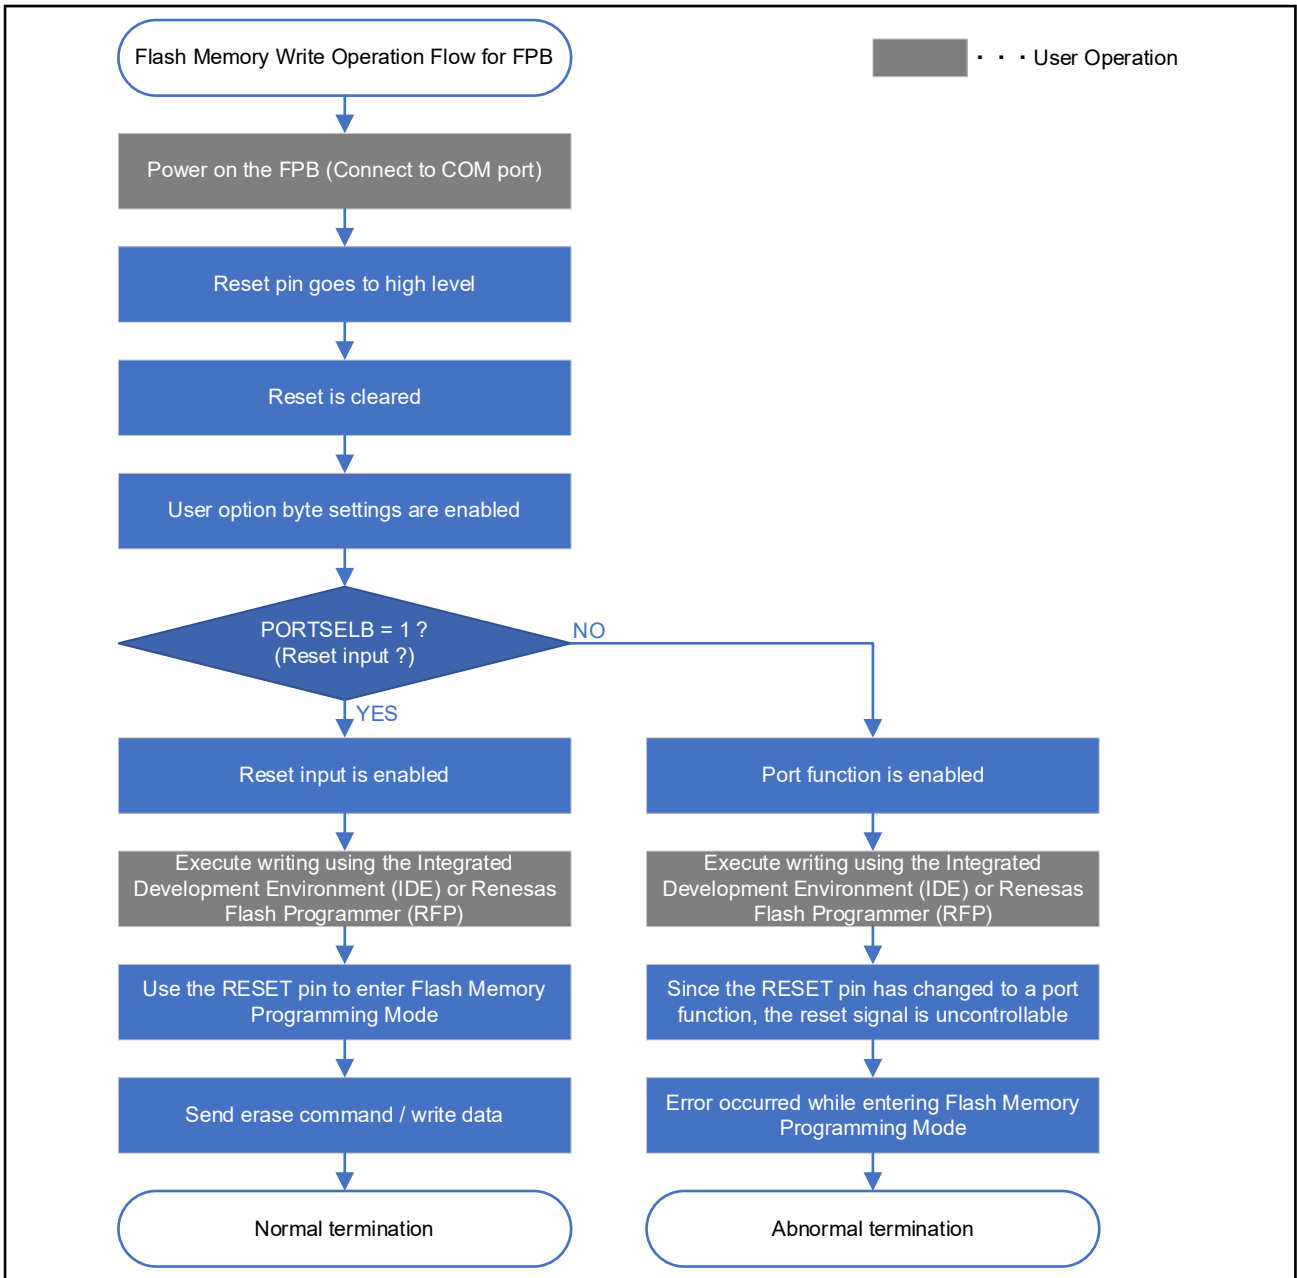 Flash Memory Write Operation Flow for FPB
・・・User Operation
Power on the FPB (Connect to COM port)
Reset pin goes to high level
Reset is cleared
User option byte settings are enabled
PORTSELB = 1 ?
(Reset input ?)
NO
YES
Reset input is enabled
Execute writing using the Integrated
Development Environment (IDE) or Renesas
Flash Programmer (RFP)
Use the RESET pin to enter Flash Memory
Programming Mode
Send erase command / write data
Normal termination
Port function is enabled
Execute writing using the Integrated
Development Environment (IDE) or Renesas
Flash Programmer (RFP)
Since the RESET pin has changed to a port
function, the reset signal is uncontrollable
Error occurred while entering Flash Memory
Programming Mode
Abnormal termination